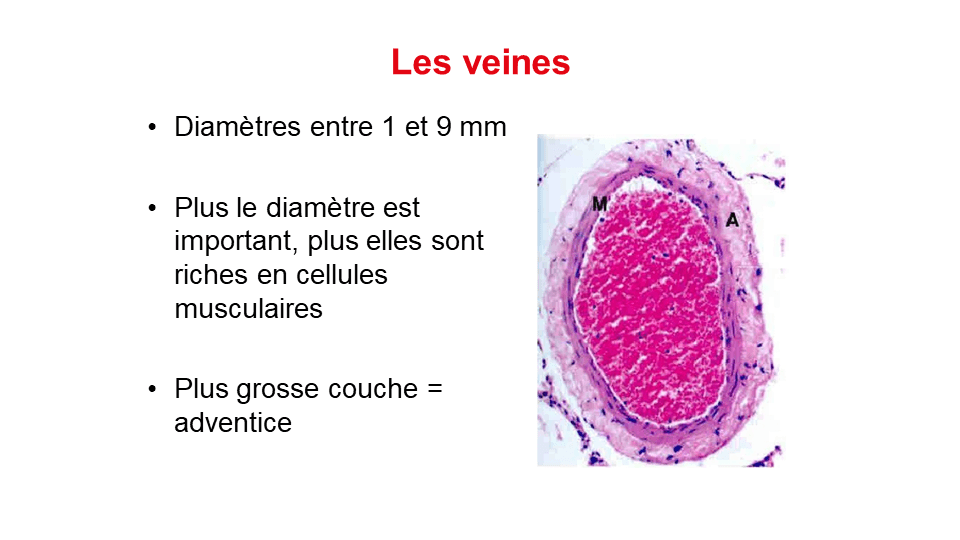 Les veines
• Diamètres entre 1 et 9 mm
• Plus le diamètre est
important, plus elles sont
riches en cellules
musculaires
• Plus grosse couche =
adventice
M
A